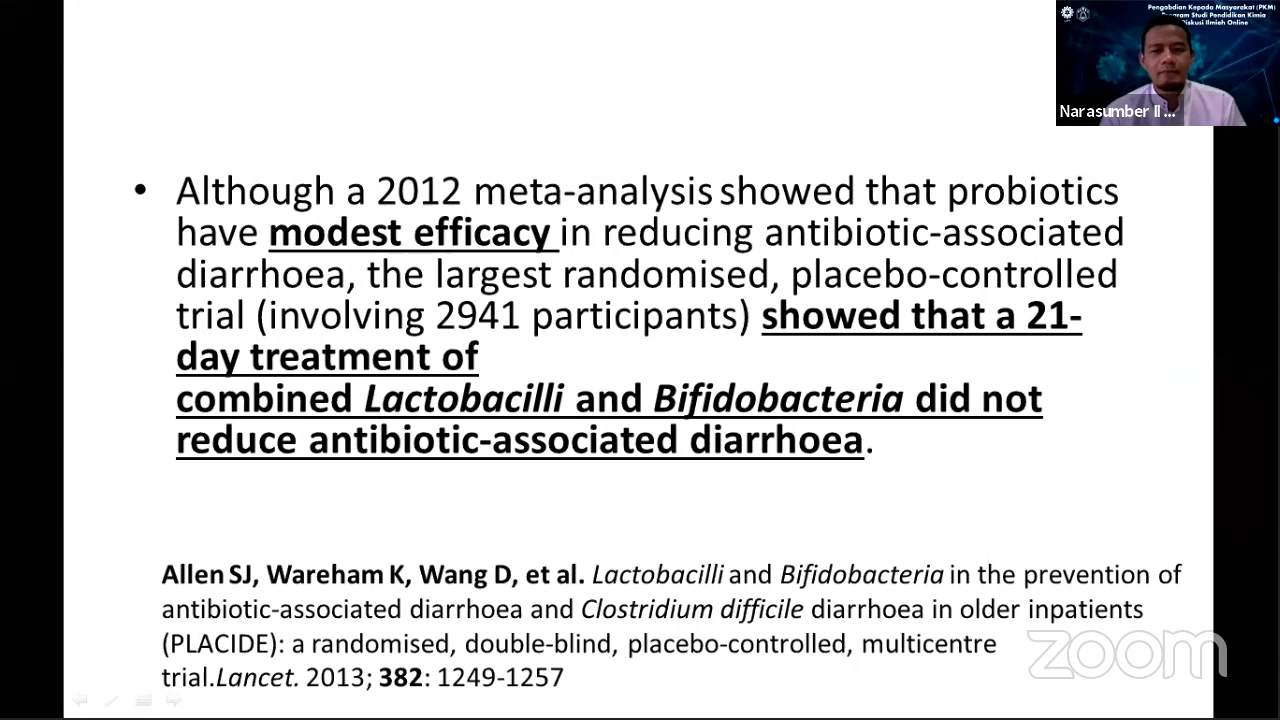 Pengabdian Kepada Masyarakat (PKM)
Program Studi Pendidikan Kimia
Diskusi Ilmiah Online
Narasumber II ...
• Although a 2012 meta-analysis showed that probiotics
have modest efficacy in reducing antibiotic-associated
diarrhoea, the largest randomised, placebo-controlled
trial (involving 2941 participants) showed that a 21-
day treatment of
combined Lactobacilli and Bifidobacteria did not
reduce antibiotic-associated diarrhoea.
Allen SJ, Wareham K, Wang D, et al. Lactobacilli and Bifidobacteria in the prevention of
antibiotic-associated diarrhoea and Clostridium difficile diarrhoea in older inpatients
(PLACIDE): a randomised, double-blind, placebo-controlled, multicentre
trial.Lancet. 2013; 382: 1249-1257
zoom